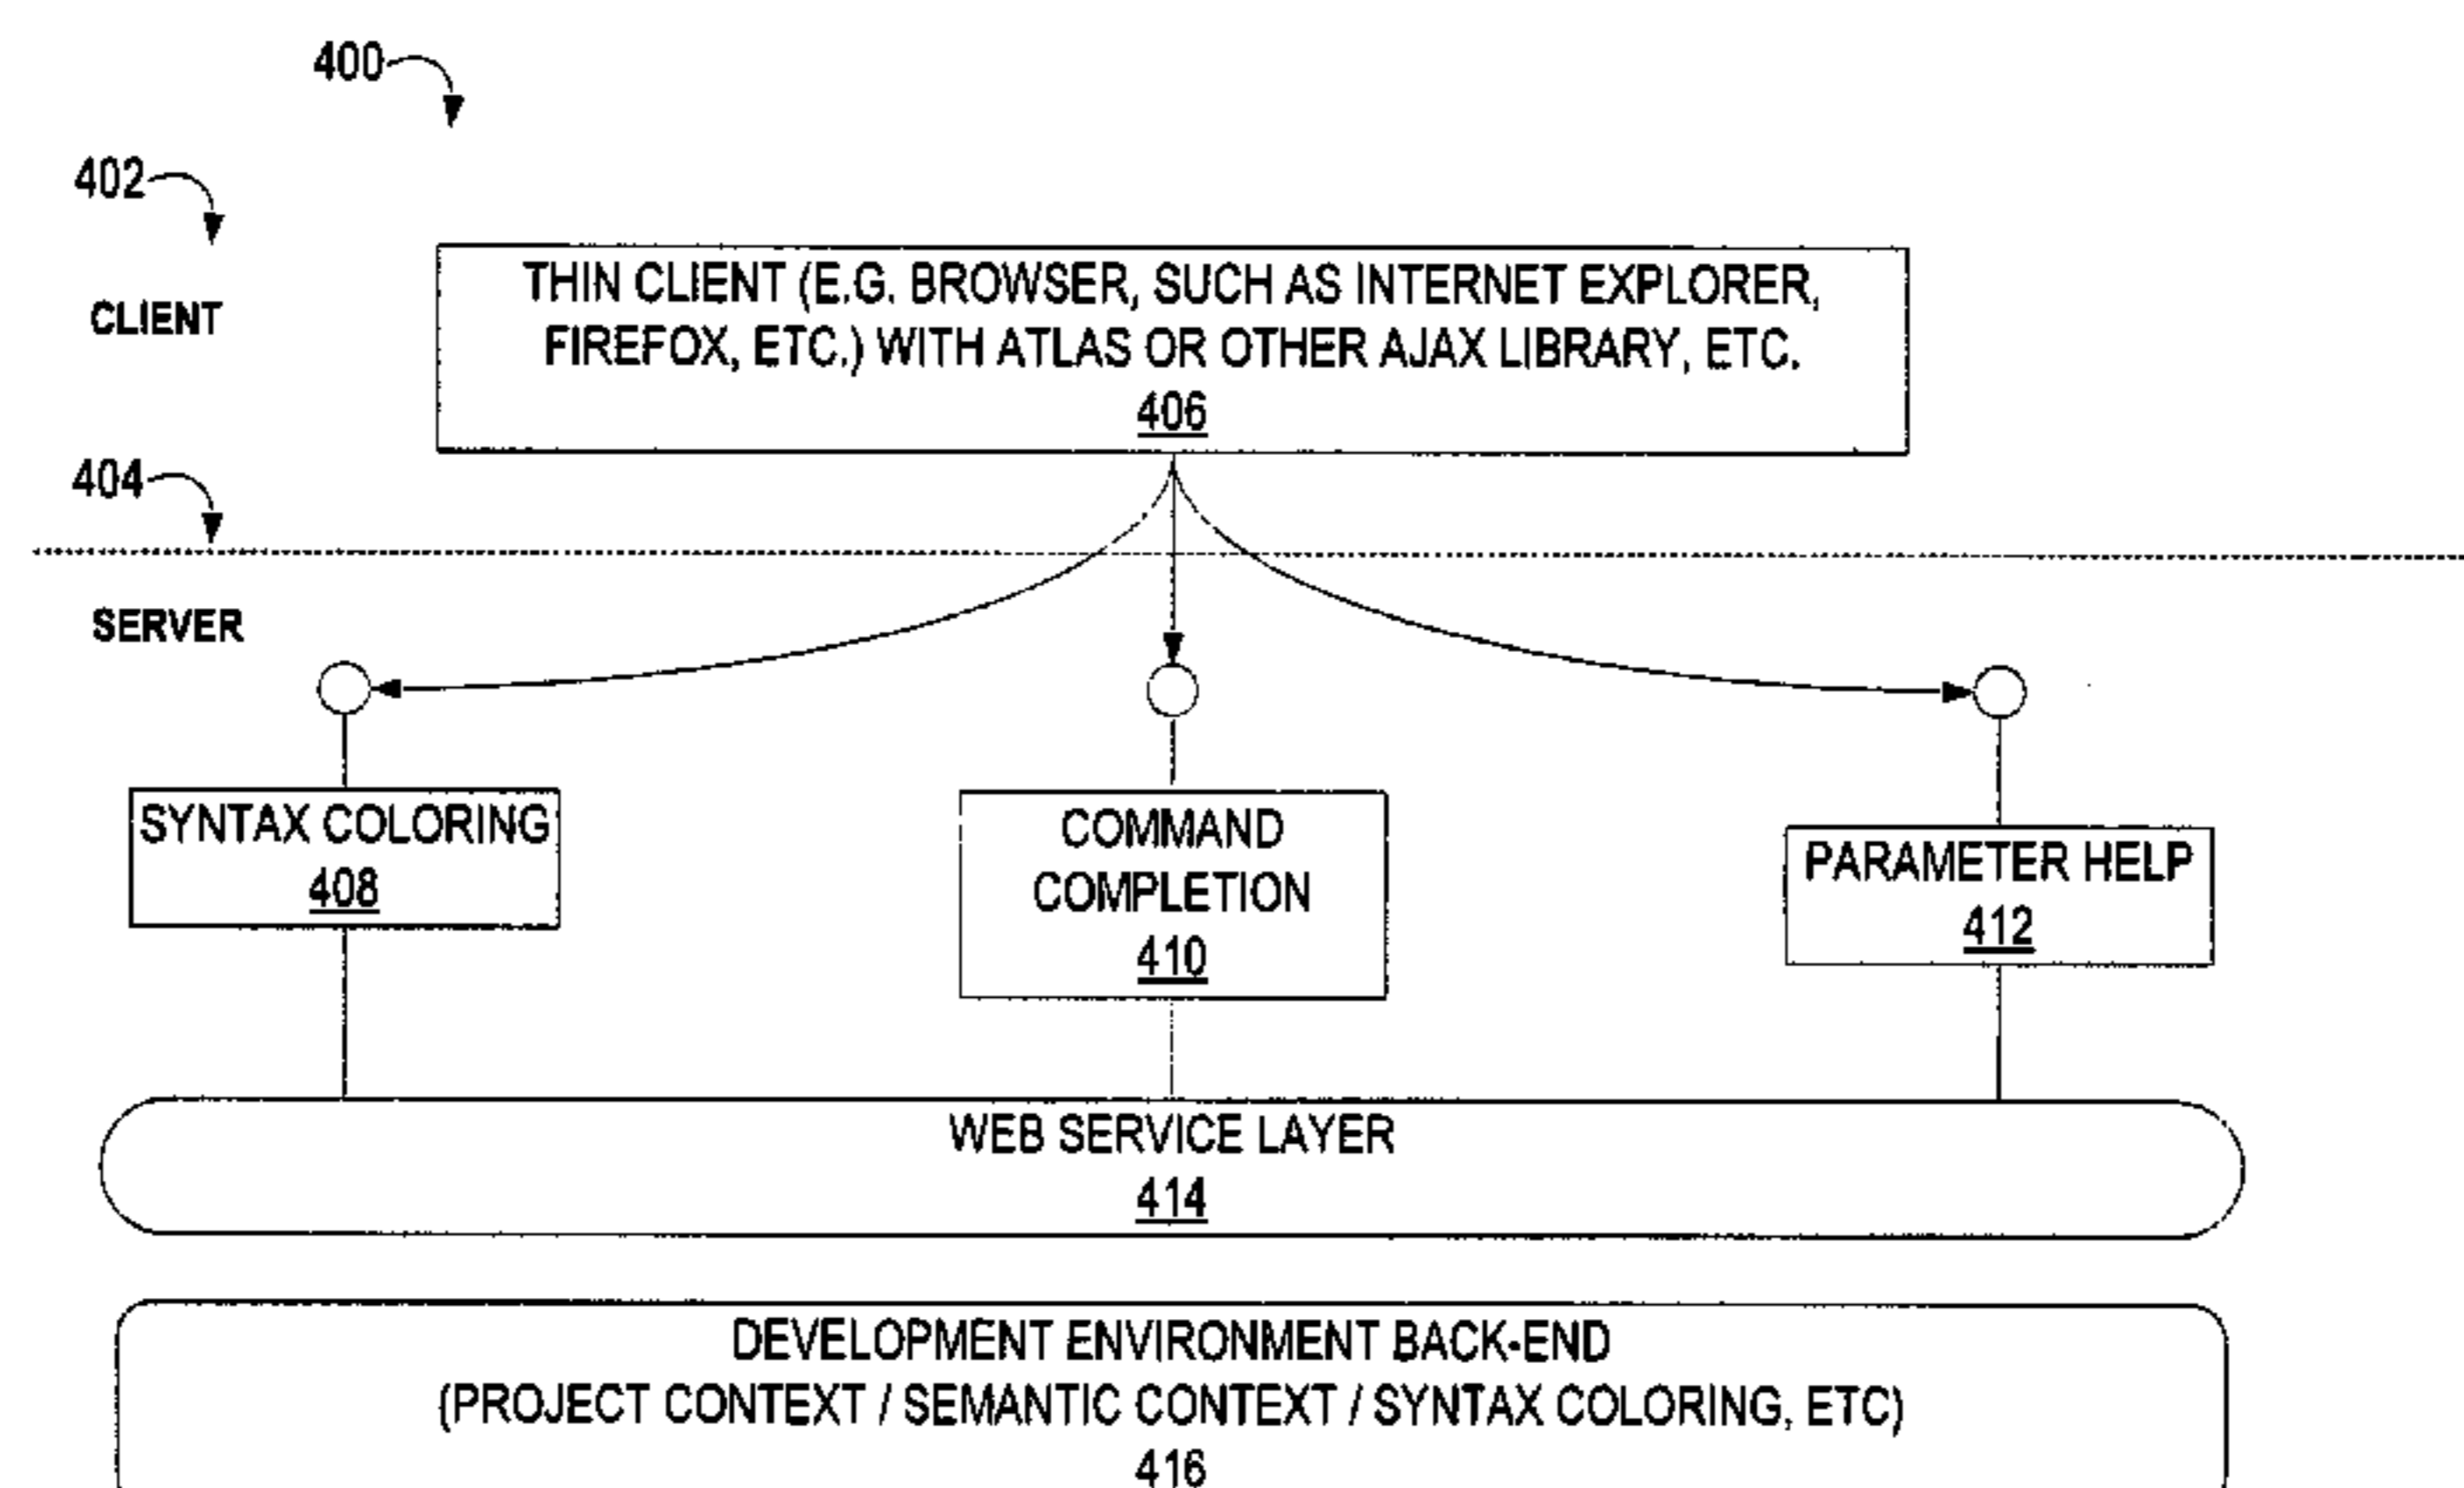 400
402
CLIENT
THIN CLIENT (E.G. BROWSER, SUCH AS INTERNET EXPLORER,
FIREFOX, ETC.) WITH ATLAS OR OTHER AJAX LIBRARY, ETC.
406
404
SERVER
SYNTAX COLORING
408
COMMAND
COMPLETION
410
PARAMETER HELP
412
WEB SERVICE LAYER
414
DEVELOPMENT ENVIRONMENT BACK-END
(PROJECT CONTEXT / SEMANTIC CONTEXT / SYNTAX COLORING, ETC)
416